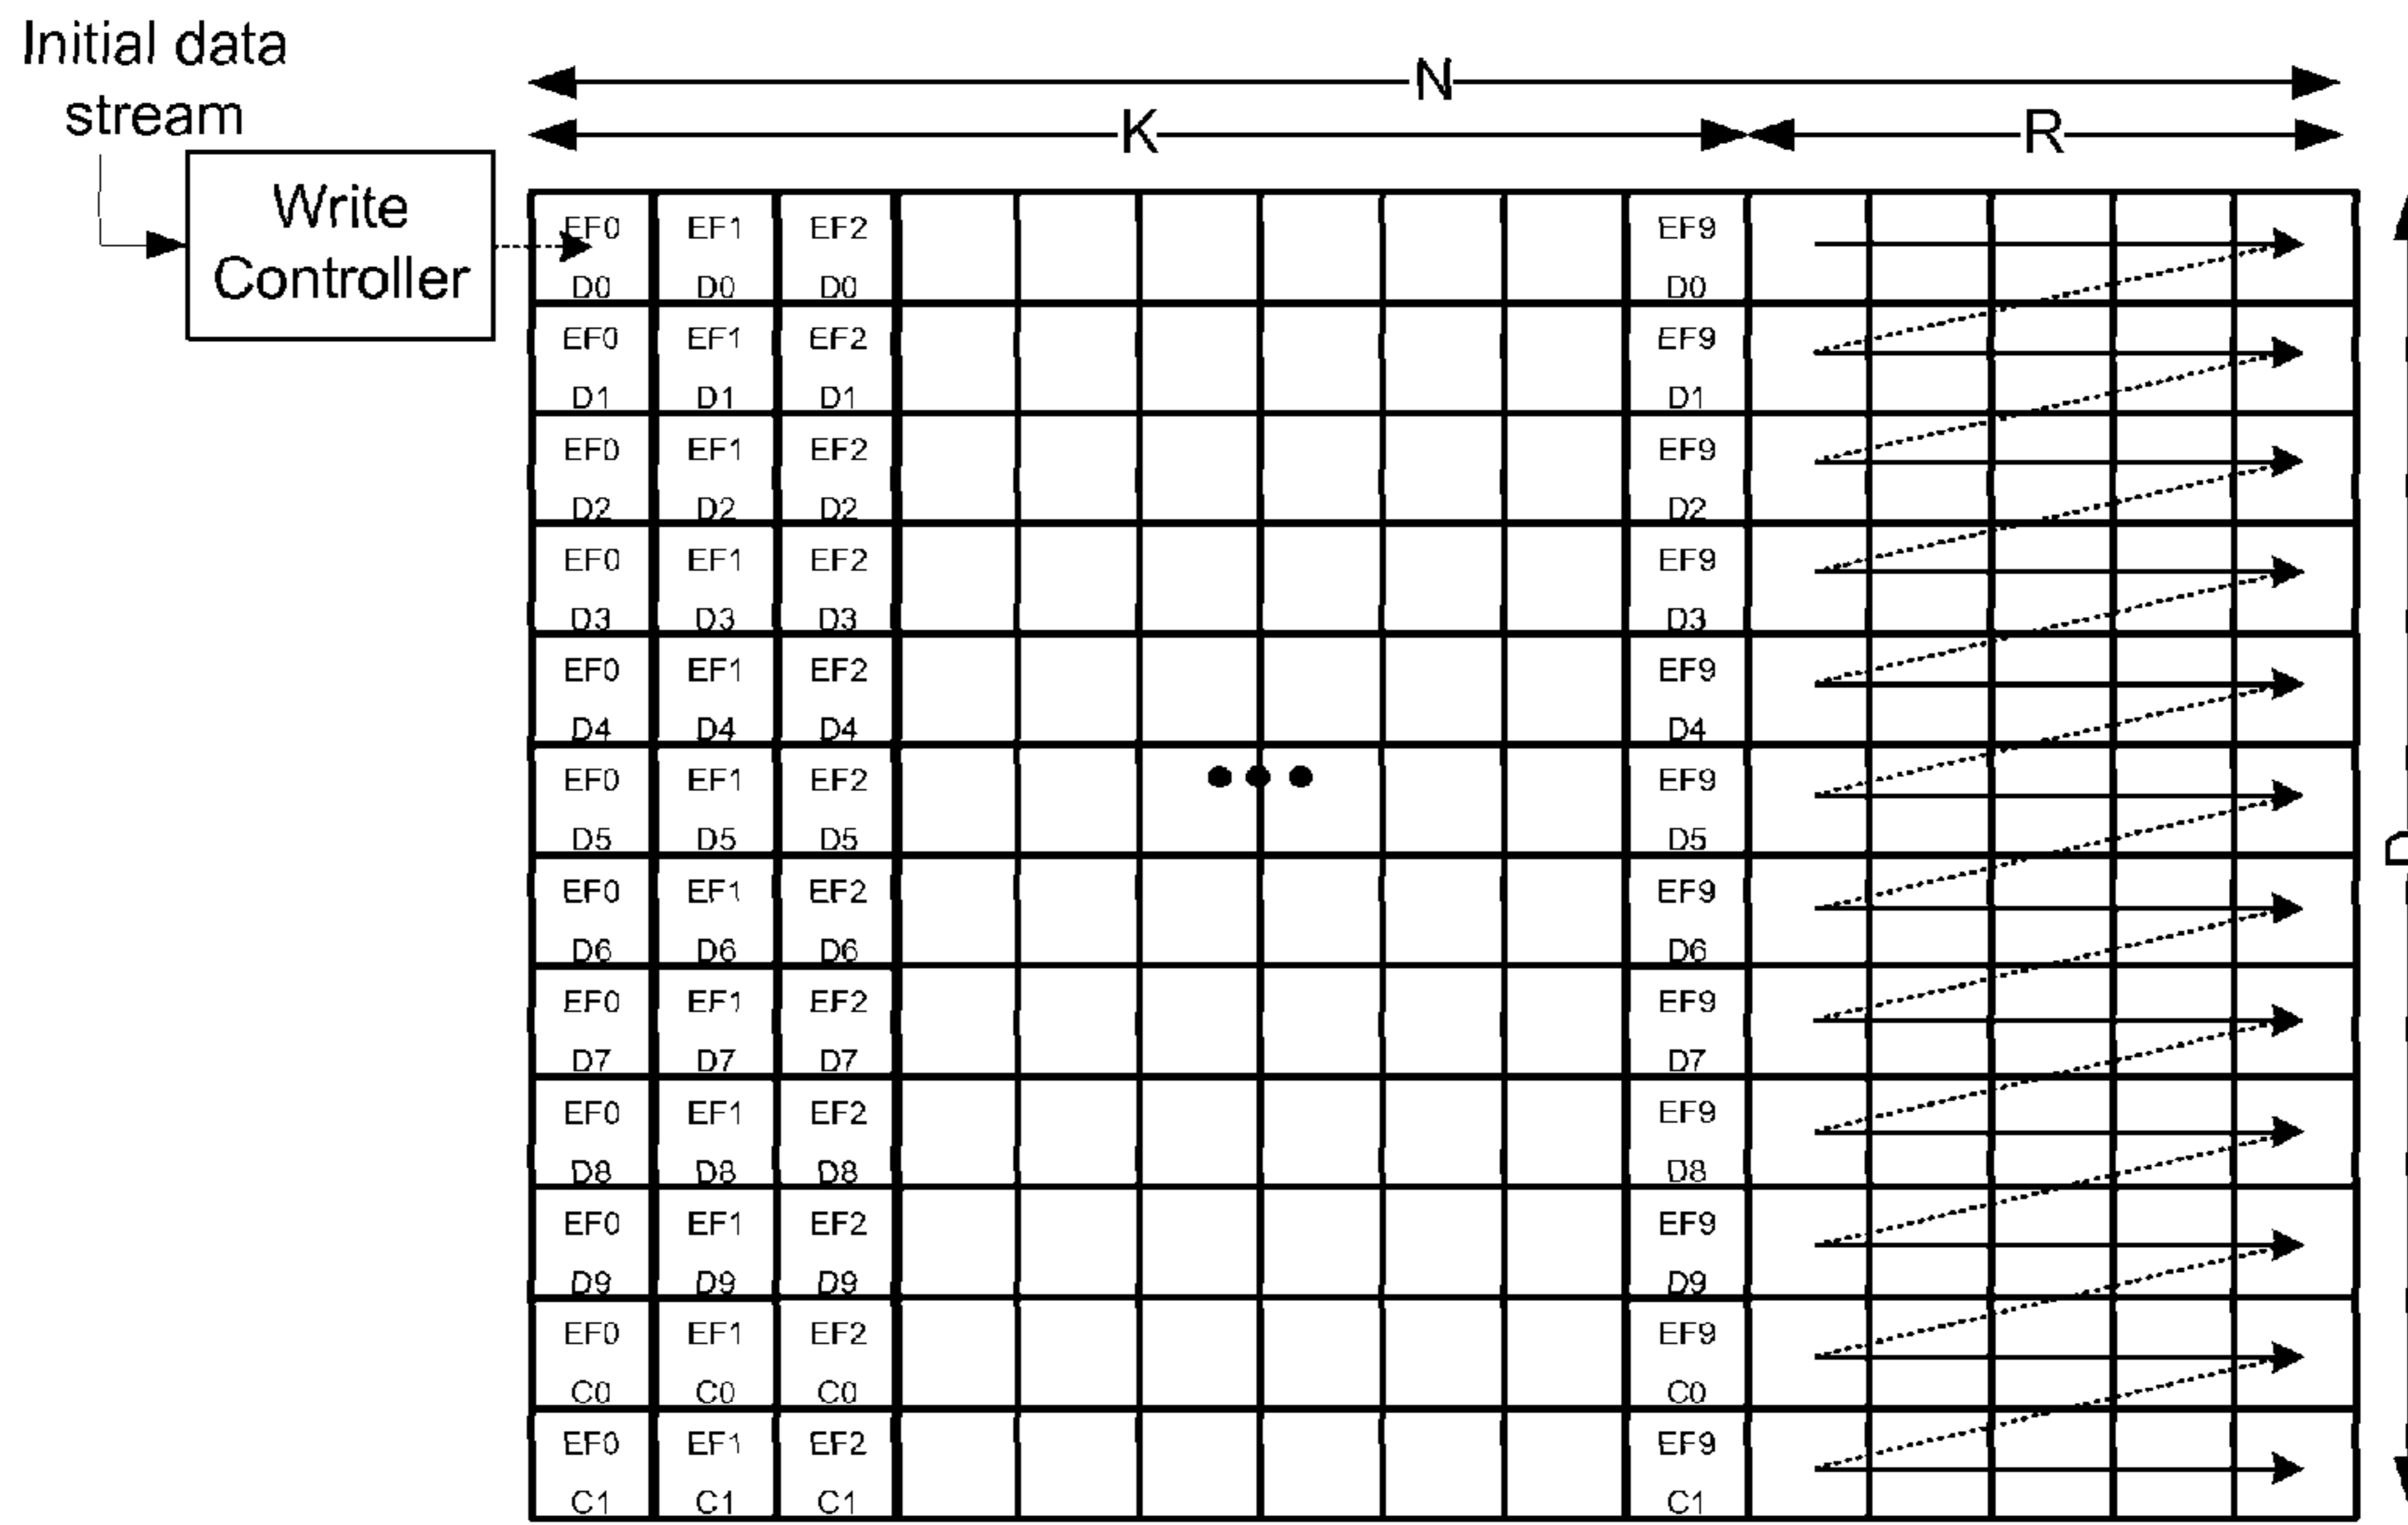 Initial data
stream
N
K
R
Write
Controller
EF0 EF1 EF2 EF9
D0 D0 D0 D0
EF0 EF1 EF2 EF9
D1 D1 D1 D1
EF0 EF1 EF2 EF9
D2 D2 D2 D2
EF0 EF1 EF2 EF9
D3 D3 D3 D3
EF0 EF1 EF2 EF9
D4 D4 D4 D4
EF0 EF1 EF2 EF9
D5 D5 D5 D5
EF0 EF1 EF2 EF9
D6 D6 D6 D6
EF0 EF1 EF2 EF9
D7 D7 D7 D7
EF0 EF1 EF2 EF9
D8 D8 D8 D8
EF0 EF1 EF2 EF9
D9 D9 D9 D9
EF0 EF1 EF2 EF9
C0 C0 C0 C0
EF0 EF1 EF2 EF9
C1 C1 C1 C1